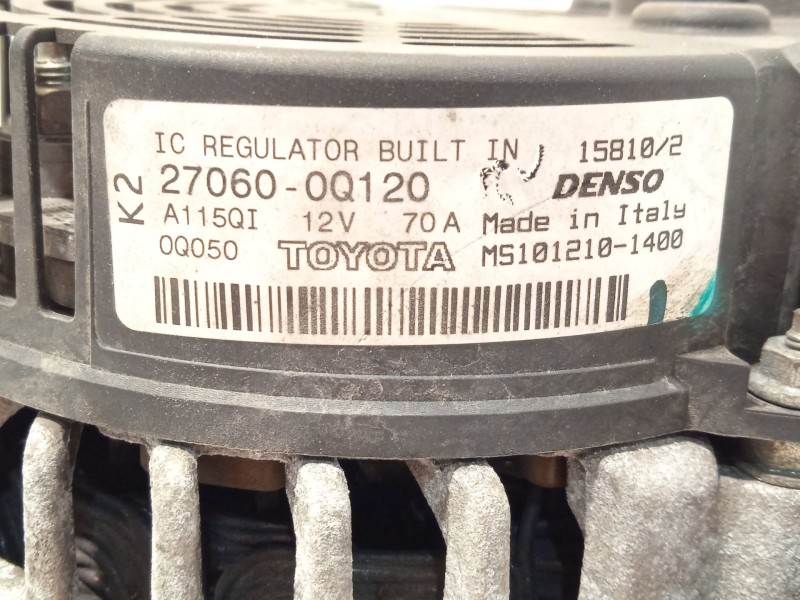 IC REGULATOR BUILT IN 15810/2
K2
27060-0Q120 DENSO
A115QI 12V 70A Made in Italy
0Q050 TOYOTA MS101210-1400